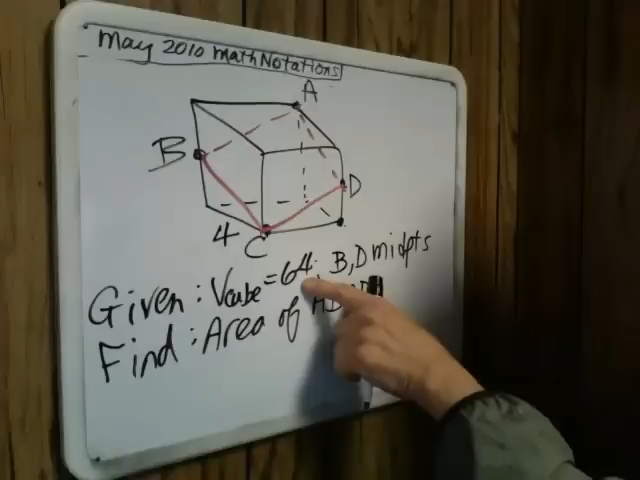 May 2010 MathNotations
A
B
D
4
C
Given: Vcube=64; B,D midpts
Find: Area of